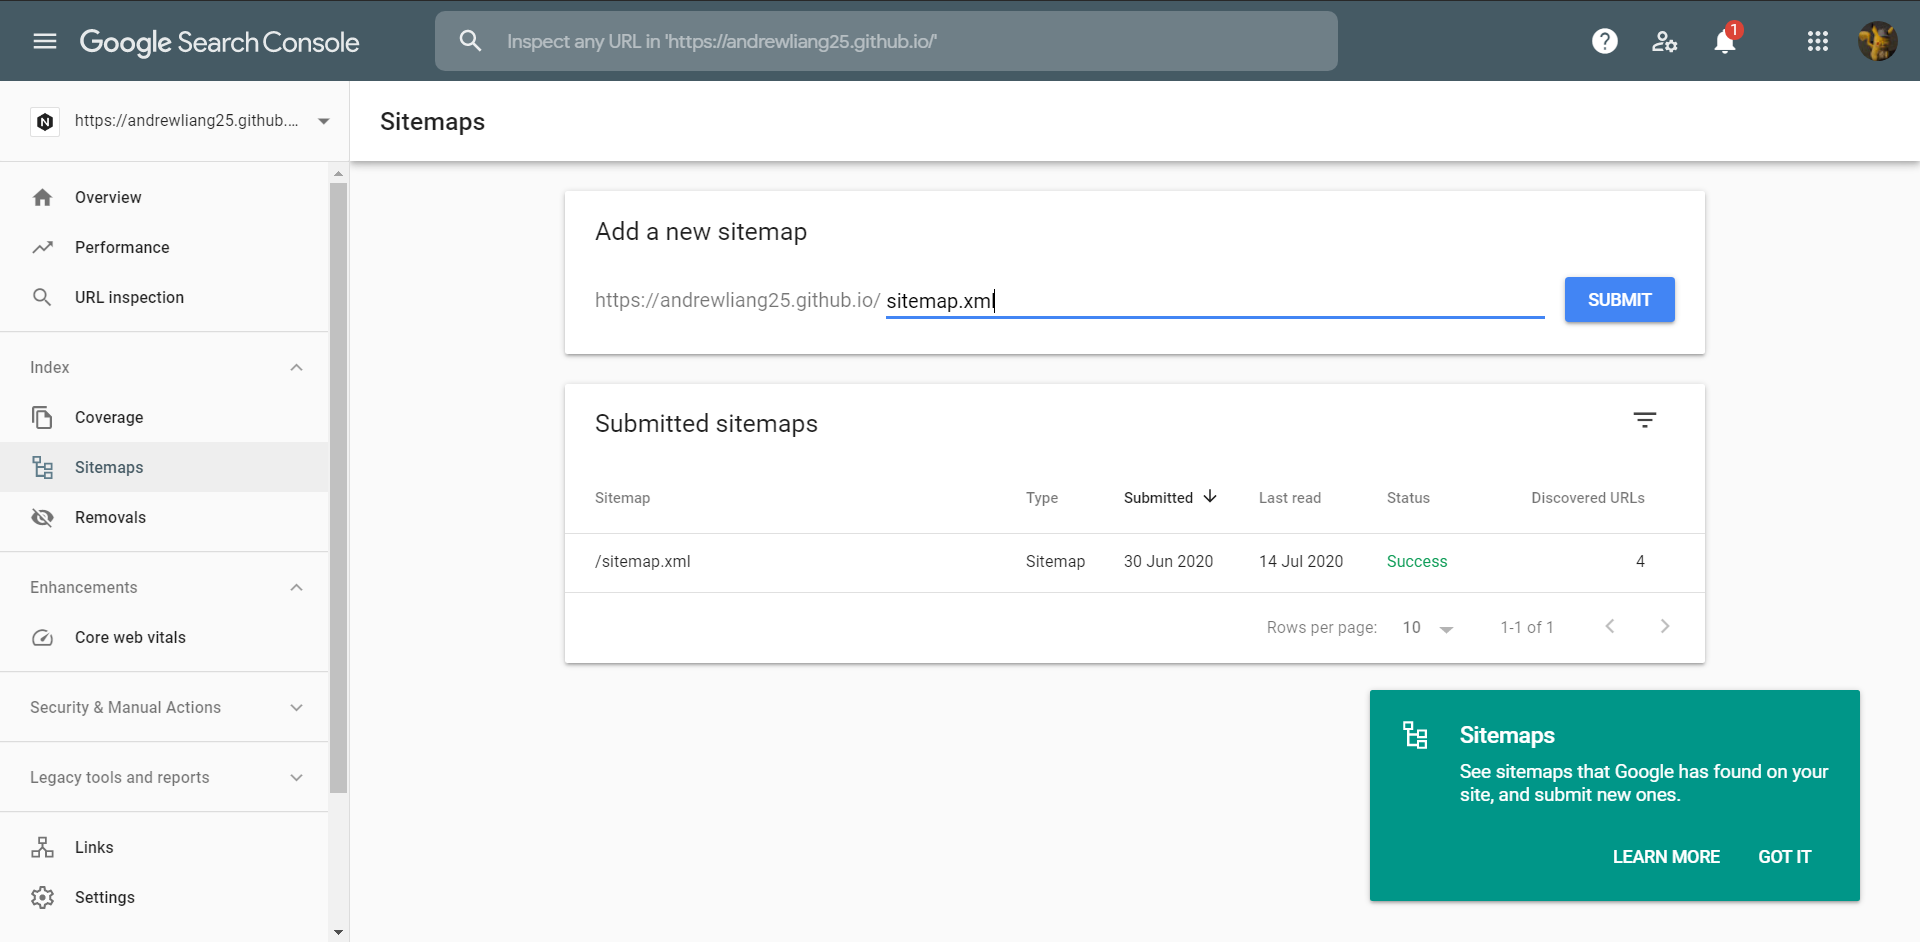 Google Search Console
Inspect any URL in 'https://andrewliang25.github.io/'
1
https://andrewliang25.github....
Sitemaps
Overview
Performance
URL inspection
Index
Coverage
Sitemaps
Removals
Enhancements
Core web vitals
Security & Manual Actions
Legacy tools and reports
Links
Settings
Add a new sitemap
https://andrewliang25.github.io/ sitemap.xml
SUBMIT
Submitted sitemaps
Sitemap Type Submitted Last read Status Discovered URLs
/sitemap.xml Sitemap 30 Jun 2020 14 Jul 2020 Success 4
Rows per page: 10 1-1 of 1
Sitemaps
See sitemaps that Google has found on your
site, and submit new ones.
LEARN MORE GOT IT